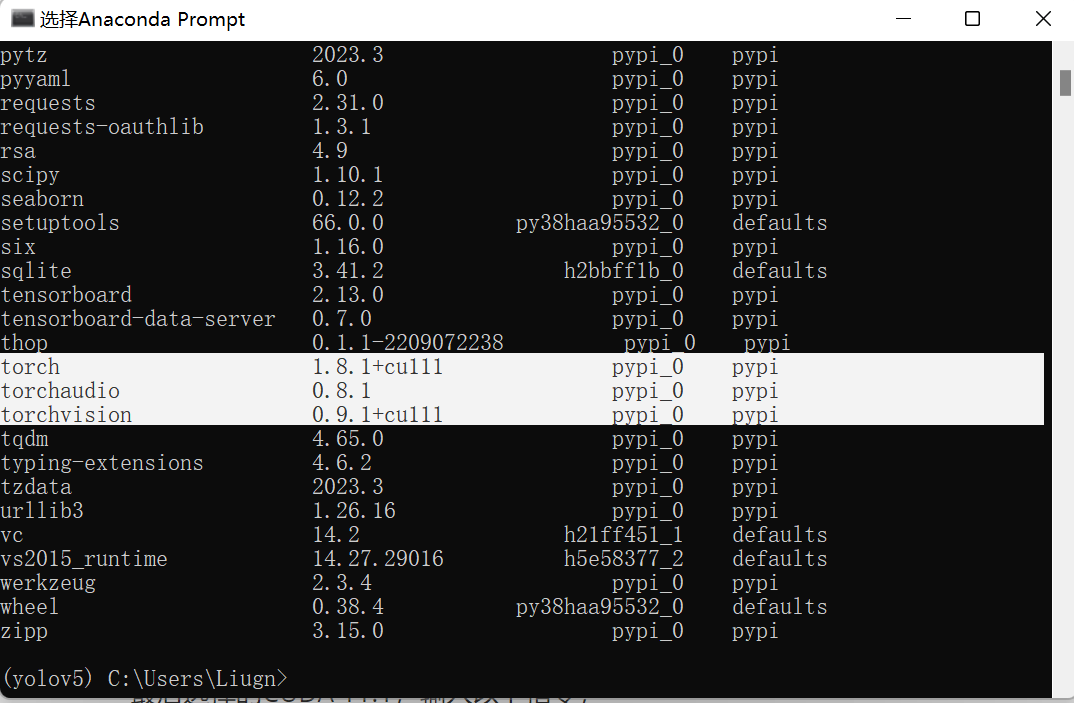 选择Anaconda Prompt
pytz 2023.3 pypi_0 pypi
pyyaml 6.0 pypi_0 pypi
requests 2.31.0 pypi_0 pypi
requests-oauthlib 1.3.1 pypi_0 pypi
rsa 4.9 pypi_0 pypi
scipy 1.10.1 pypi_0 pypi
seaborn 0.12.2 pypi_0 pypi
setuptools 66.0.0 py38haa95532_0 defaults
six 1.16.0 pypi_0 pypi
sqlite 3.41.2 h2bbff1b_0 defaults
tensorboard 2.13.0 pypi_0 pypi
tensorboard-data-server 0.7.0 pypi_0 pypi
thop 0.1.1-2209072238 pypi_0 pypi
torch 1.8.1+cu111 pypi_0 pypi
torchaudio 0.8.1 pypi_0 pypi
torchvision 0.9.1+cu111 pypi_0 pypi
tqdm 4.65.0 pypi_0 pypi
typing-extensions 4.6.2 pypi_0 pypi
tzdata 2023.3 pypi_0 pypi
urllib3 1.26.16 pypi_0 pypi
vc 14.2 h21ff451_1 defaults
vs2015_runtime 14.27.29016 h5e58377_2 defaults
werkzeug 2.3.4 pypi_0 pypi
wheel 0.38.4 py38haa95532_0 defaults
zipp 3.15.0 pypi_0 pypi
(yolov5) C:\Users\Liugn>